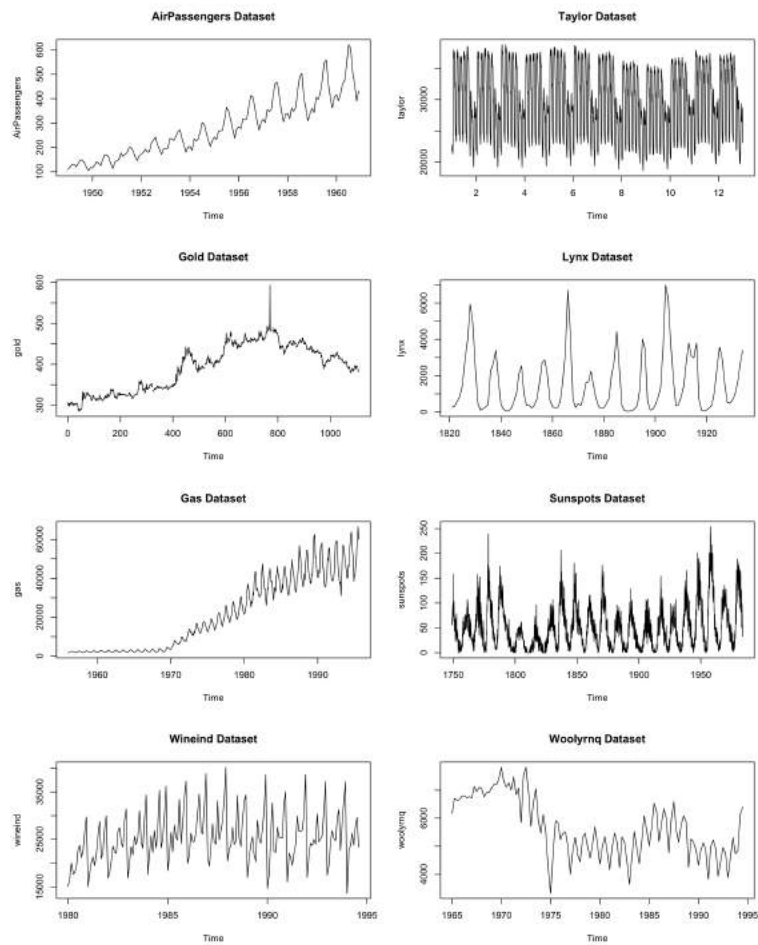 AirPassengers Dataset
AirPassengers
100 200 300 400 500 600
1950 1952 1954 1956 1958 1960
Time
Taylor Dataset
taylor
20000 30000
2 4 6 8 10 12
Time
Gold Dataset
gold
300 400 500 600
0 200 400 600 800 1000
Time
Lynx Dataset
lynx
0 2000 4000 6000
1820 1840 1860 1880 1900 1920
Time
Gas Dataset
gas
0 20000 40000 60000
1960 1970 1980 1990
Time
Sunspots Dataset
sunspots
0 50 100 150 200 250
1750 1800 1850 1900 1950
Time
Wineind Dataset
wineind
15000 25000 35000
1980 1985 1990 1995
Time
Woolyrnq Dataset
woolyrnq
4000 6000
1965 1970 1975 1980 1985 1990 1995
Time